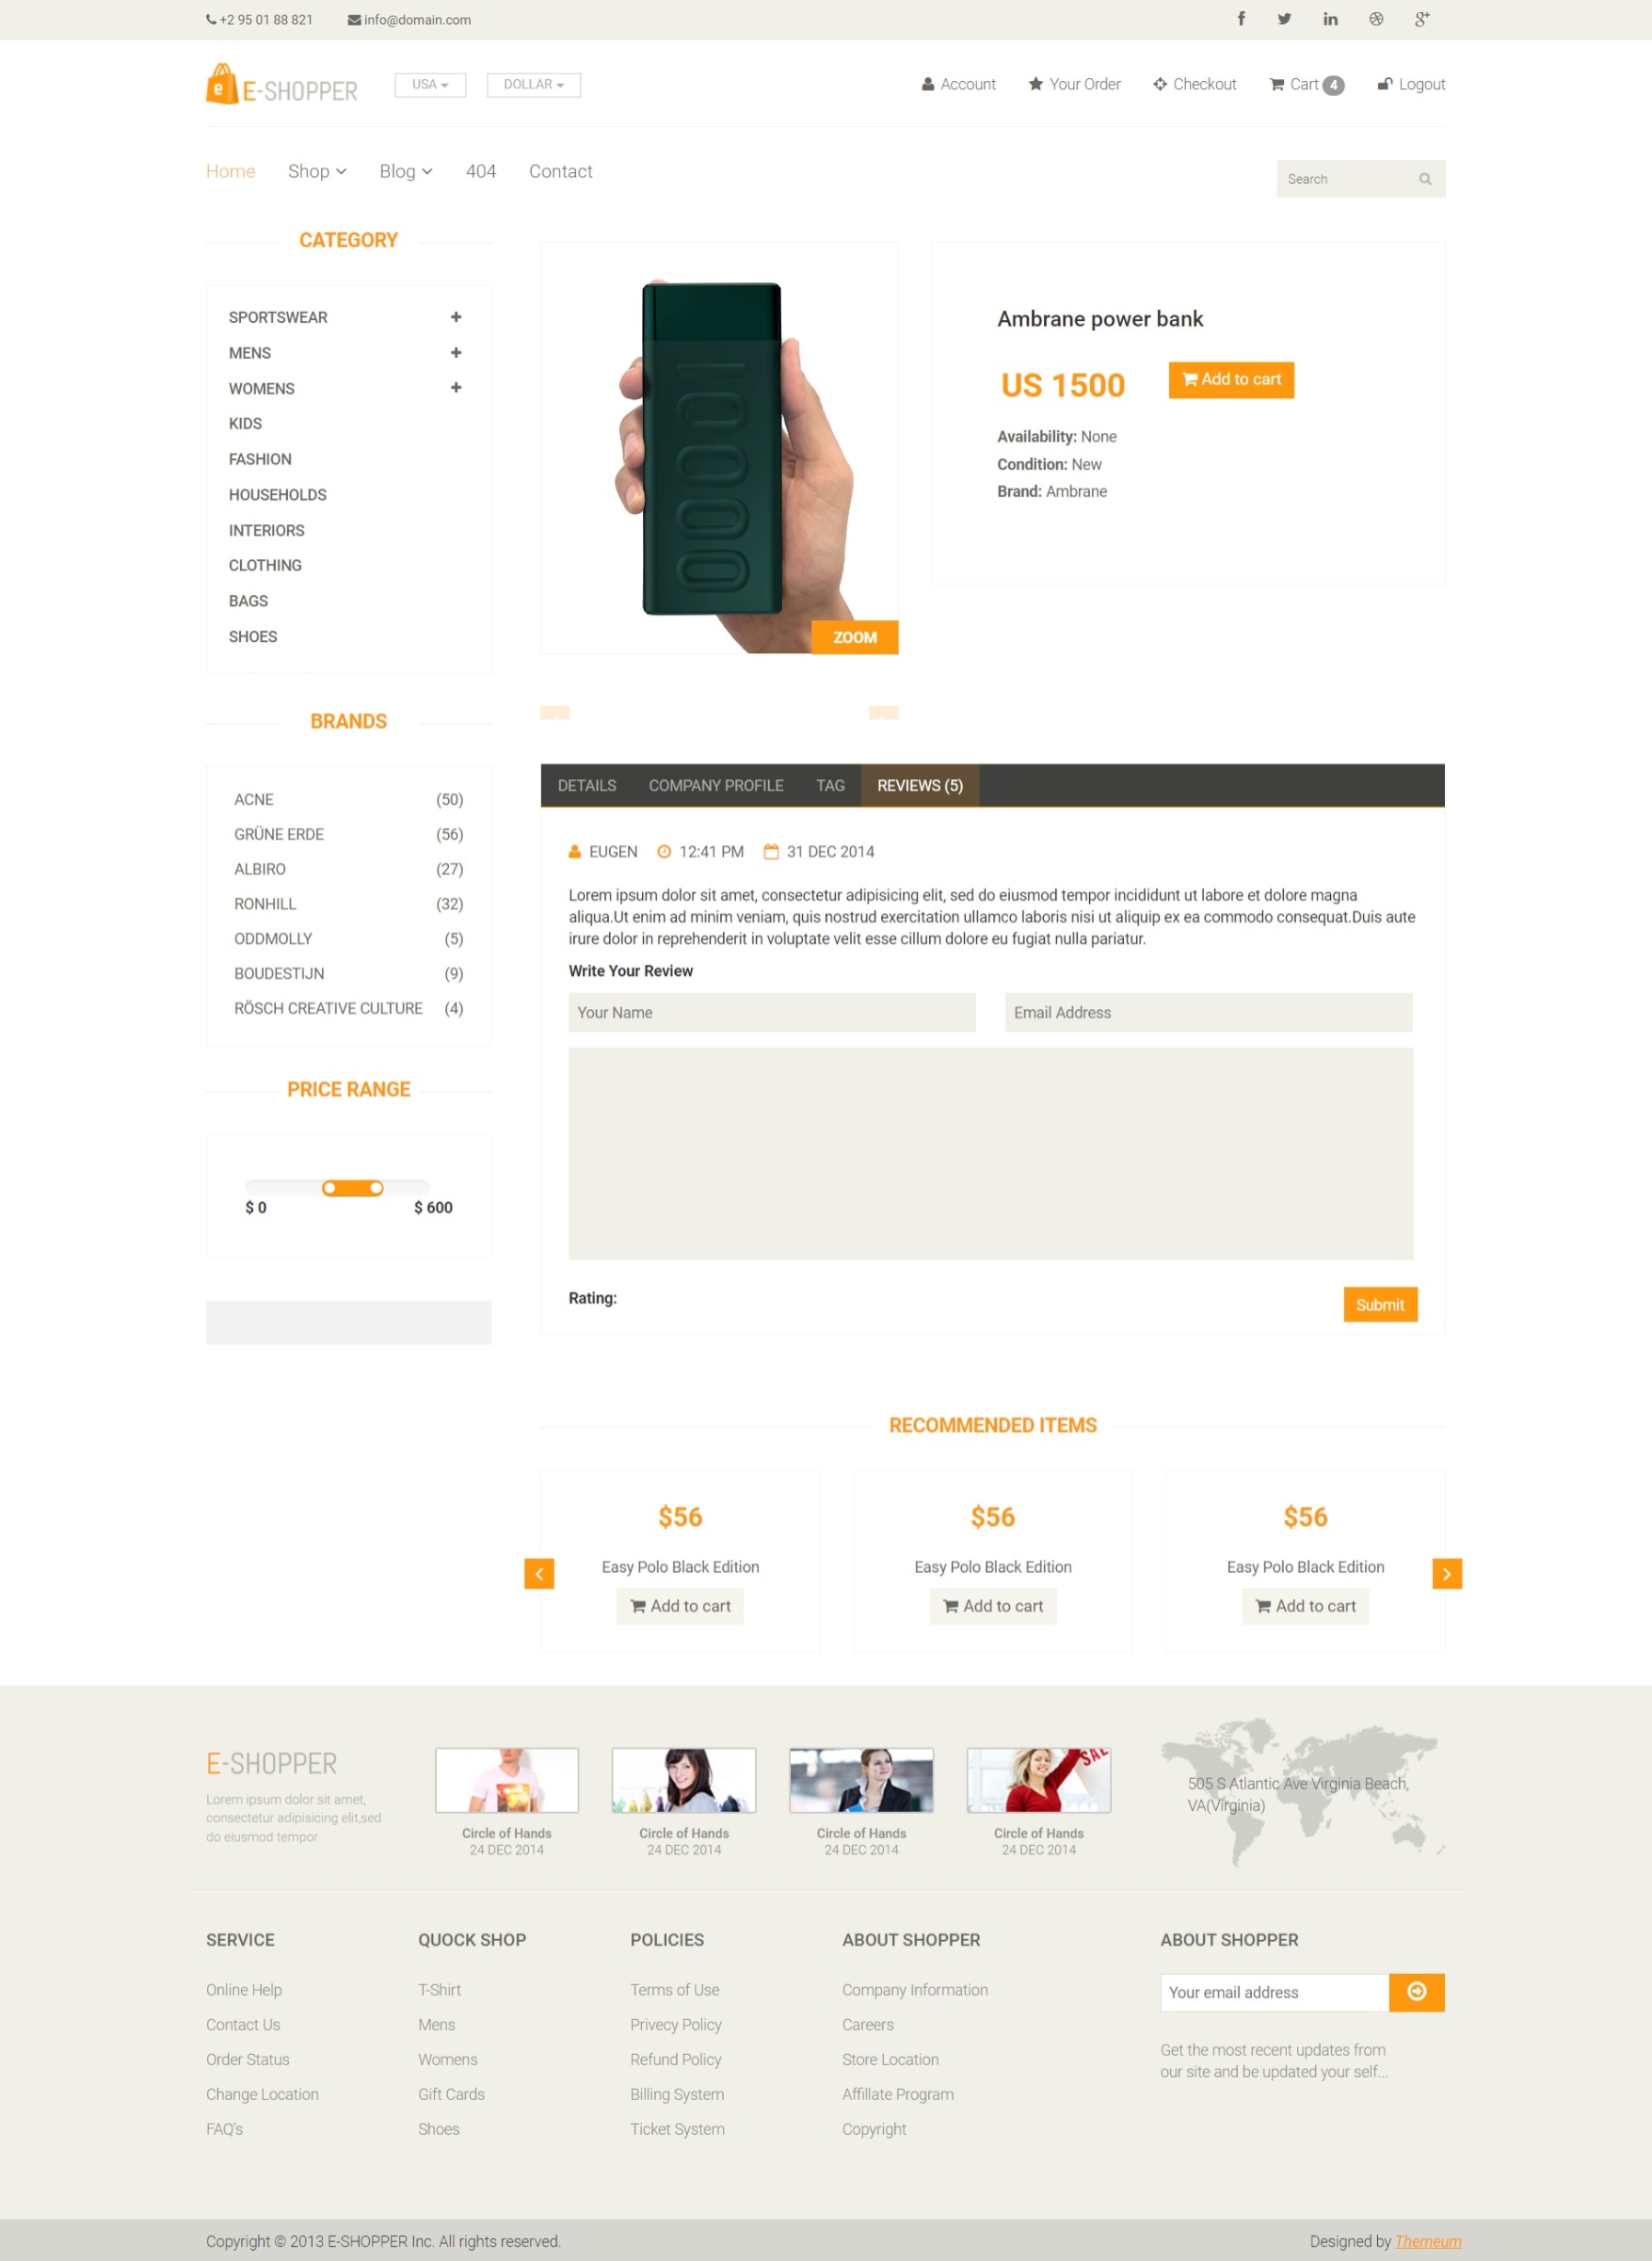 +2 95 01 88 821 info@domain.com
E-SHOPPER USA DOLLAR Account Your Order Checkout Cart 4 Logout
Home Shop Blog 404 Contact Search
CATEGORY
SPORTSWEAR
MENS
WOMENS
KIDS
FASHION
HOUSEHOLDS
INTERIORS
CLOTHING
BAGS
SHOES
BRANDS
ACNE (50)
GRÜNE ERDE (56)
ALBIRO (27)
RONHILL (32)
ODDMOLLY (5)
BOUDESTIJN (9)
RÖSCH CREATIVE CULTURE (4)
PRICE RANGE
$ 0 $ 600
10000
ZOOM
Ambrane power bank
US 1500 Add to cart
Availability: None
Condition: New
Brand: Ambrane
DETAILS COMPANY PROFILE TAG REVIEWS (5)
EUGEN 12:41 PM 31 DEC 2014
Lorem ipsum dolor sit amet, consectetur adipisicing elit, sed do eiusmod tempor incididunt ut labore et dolore magna
aliqua.Ut enim ad minim veniam, quis nostrud exercitation ullamco laboris nisi ut aliquip ex ea commodo consequat.Duis aute
irure dolor in reprehenderit in voluptate velit esse cillum dolore eu fugiat nulla pariatur.
Write Your Review
Your Name Email Address
Rating: Submit
RECOMMENDED ITEMS
$56 $56 $56
Easy Polo Black Edition Easy Polo Black Edition Easy Polo Black Edition
Add to cart Add to cart Add to cart
E-SHOPPER
Lorem ipsum dolor sit amet,
consectetur adipisicing elit,sed
do eiusmod tempor
SALE
Circle of Hands Circle of Hands Circle of Hands Circle of Hands
24 DEC 2014 24 DEC 2014 24 DEC 2014 24 DEC 2014
505 S Atlantic Ave Virginia Beach,
VA(Virginia)
SERVICE
Online Help
Contact Us
Order Status
Change Location
FAQ's
QUOCK SHOP
T-Shirt
Mens
Womens
Gift Cards
Shoes
POLICIES
Terms of Use
Privecy Policy
Refund Policy
Billing System
Ticket System
ABOUT SHOPPER
Company Information
Careers
Store Location
Affillate Program
Copyright
ABOUT SHOPPER
Your email address
Get the most recent updates from
our site and be updated your self...
Copyright © 2013 E-SHOPPER Inc. All rights reserved. Designed by Themeum